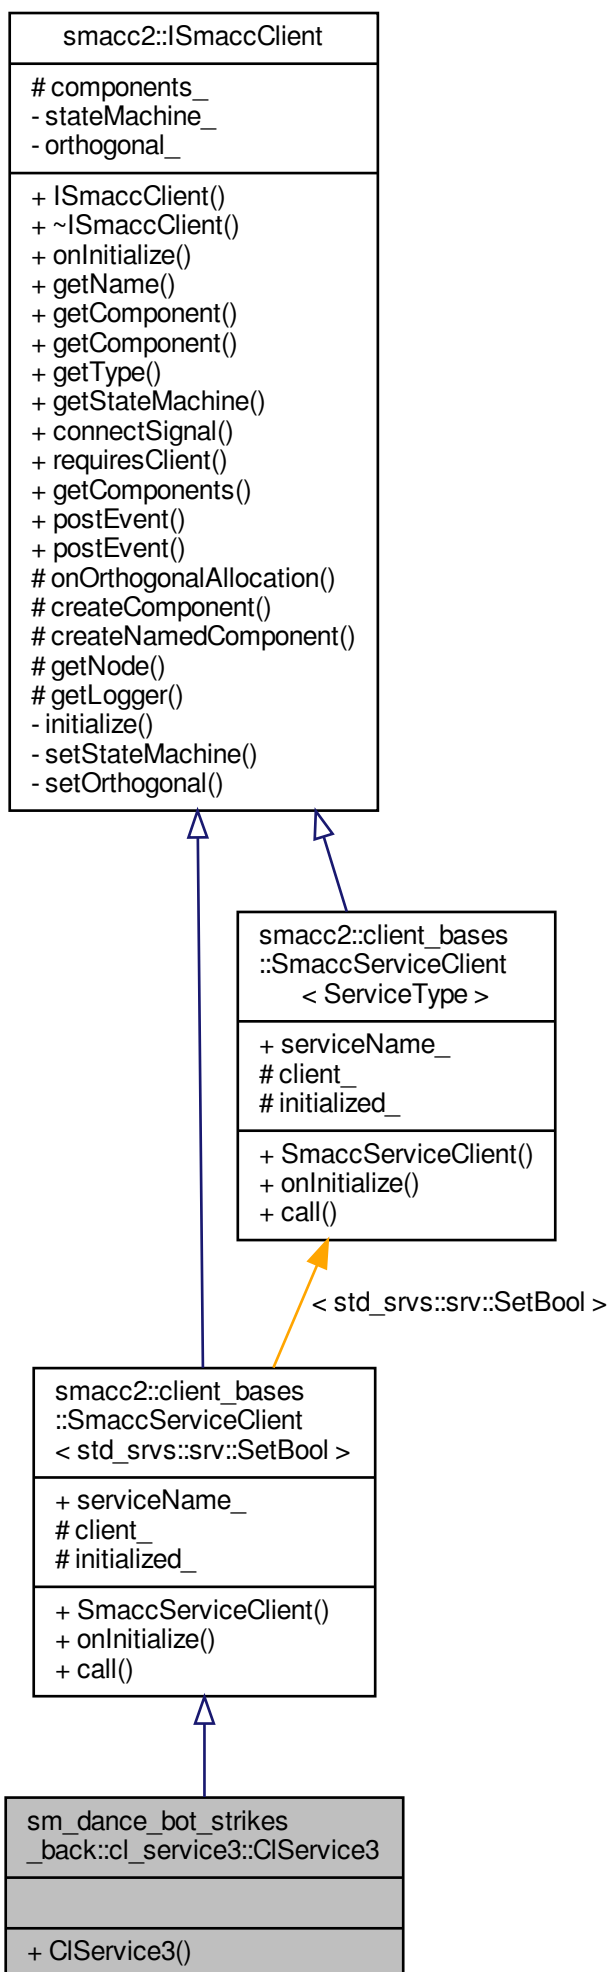 smacc2::ISmaccClient
# components_
- stateMachine_
- orthogonal_
+ ISmaccClient()
+ ~ISmaccClient()
+ onInitialize()
+ getName()
+ getComponent()
+ getComponent()
+ getType()
+ getStateMachine()
+ connectSignal()
+ requiresClient()
+ getComponents()
+ postEvent()
+ postEvent()
# onOrthogonalAllocation()
# createComponent()
# createNamedComponent()
# getNode()
# getLogger()
- initialize()
- setStateMachine()
- setOrthogonal()
smacc2::client_bases
::SmaccServiceClient
< ServiceType >
+ serviceName_
# client_
# initialized_
+ SmaccServiceClient()
+ onInitialize()
+ call()
< std_srvs::srv::SetBool >
smacc2::client_bases
::SmaccServiceClient
< std_srvs::srv::SetBool >
+ serviceName_
# client_
# initialized_
+ SmaccServiceClient()
+ onInitialize()
+ call()
sm_dance_bot_strikes
_back::cl_service3::ClService3
+ ClService3()